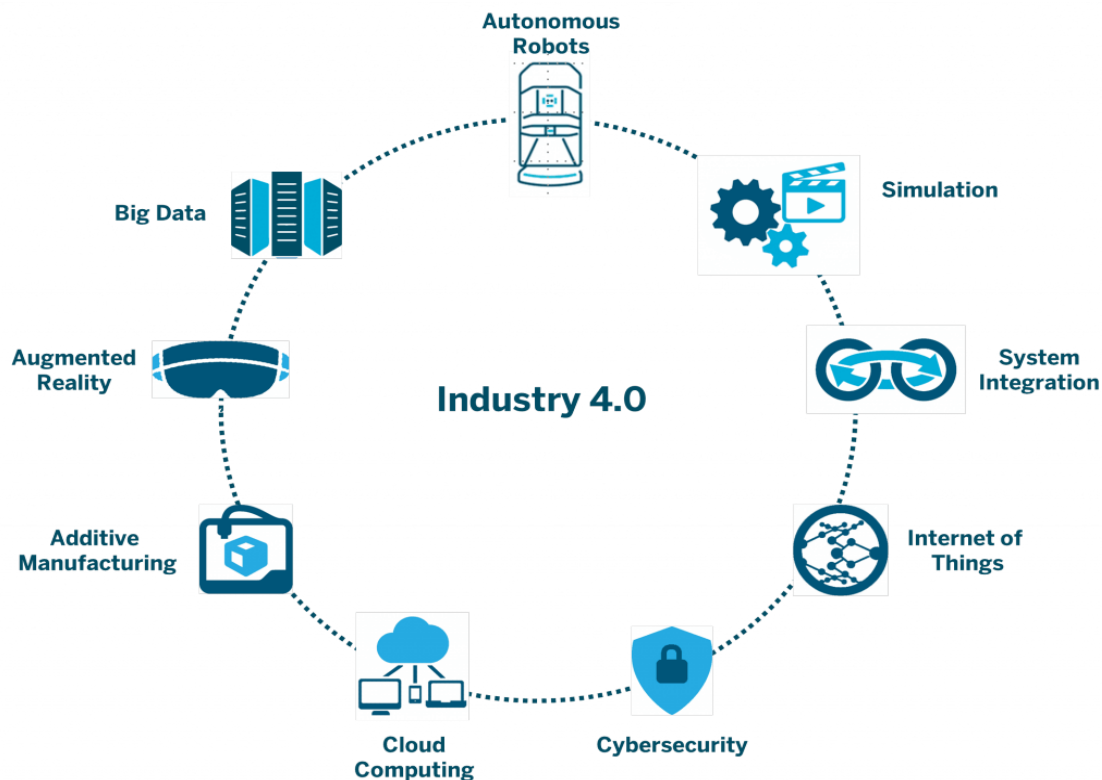 Autonomous
Robots
Simulation
Big Data
System
Integration
Augmented
Reality
Industry 4.0
Internet of
Things
Additive
Manufacturing
Cybersecurity
Cloud
Computing